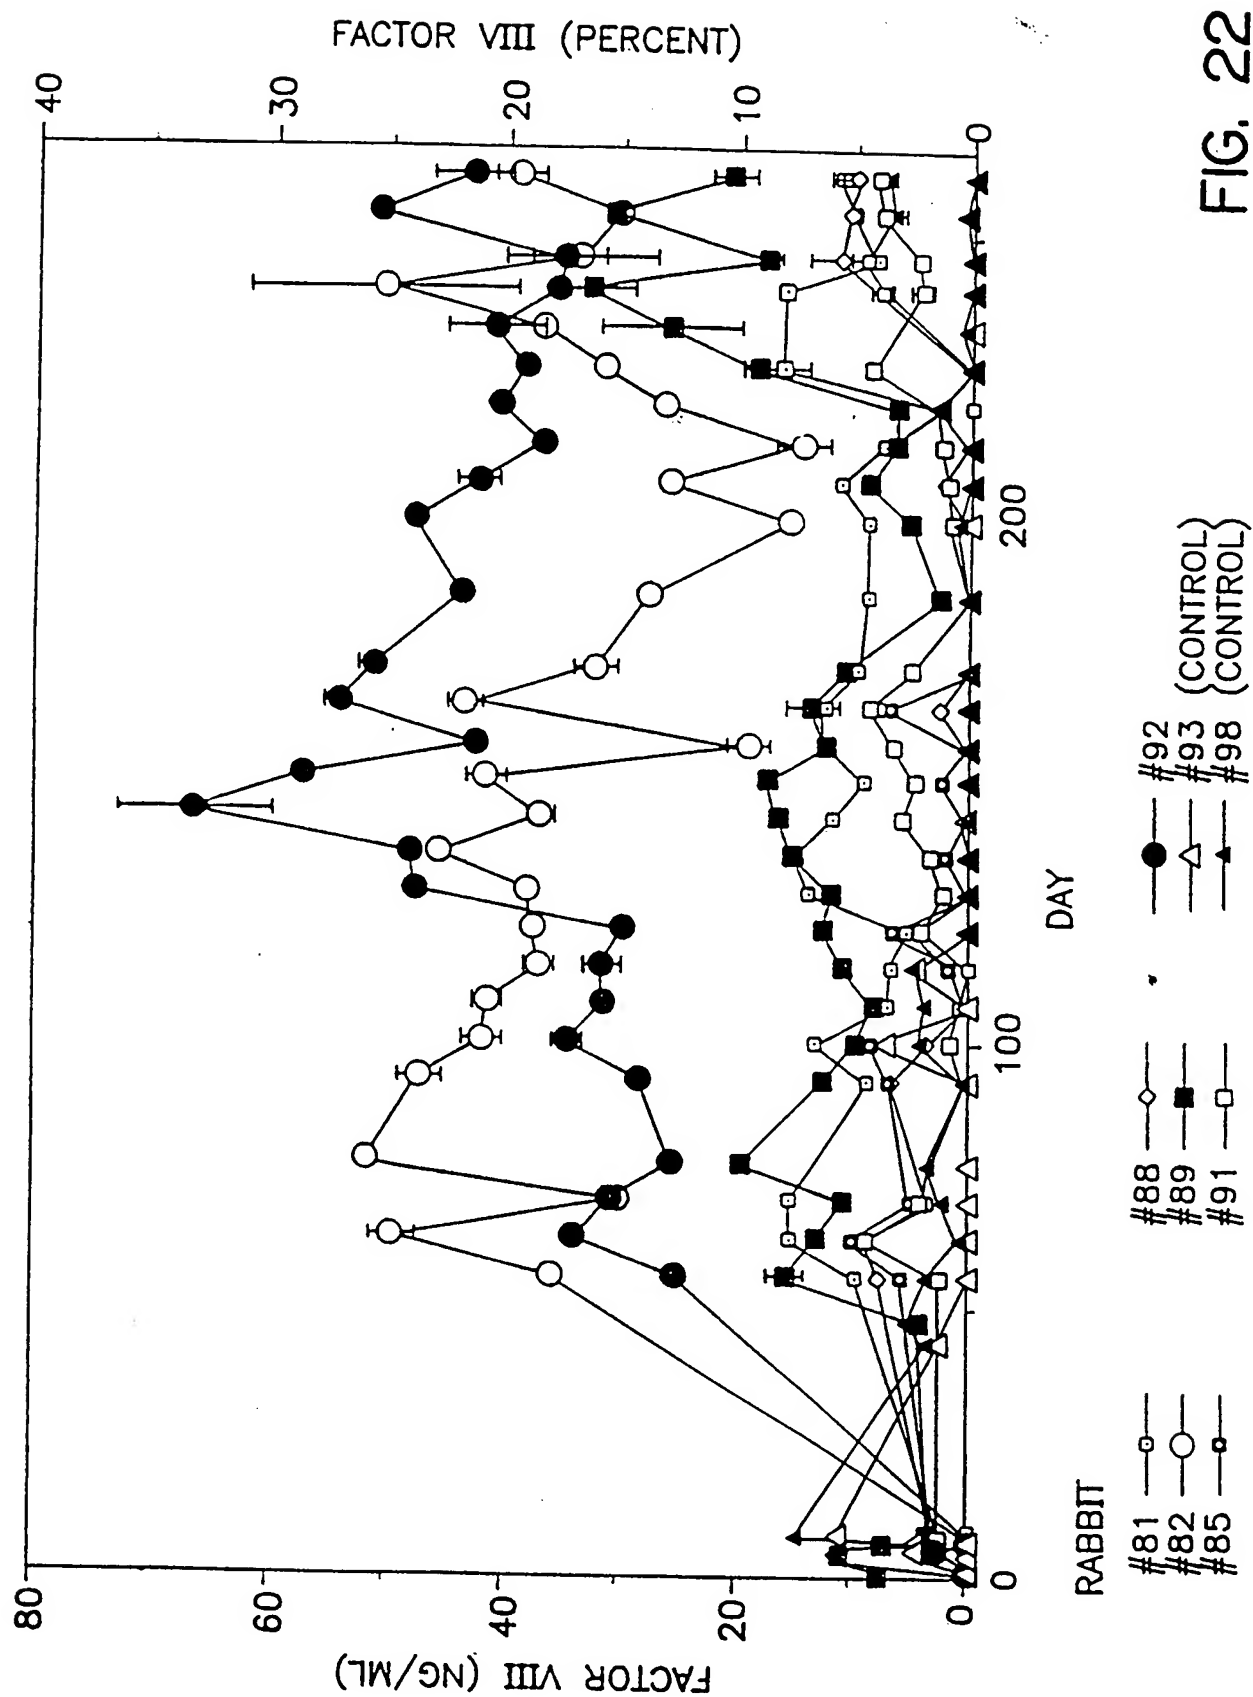 FACTOR VIII (NG/ML)
80
60
40
20
0
FACTOR VIII (PERCENT)
40
30
20
10
0
0
100
200
DAY
RABBIT
#81
#82
#85
#88
#89
#91
#92
#93 (CONTROL)
#98 (CONTROL)
FIG. 22